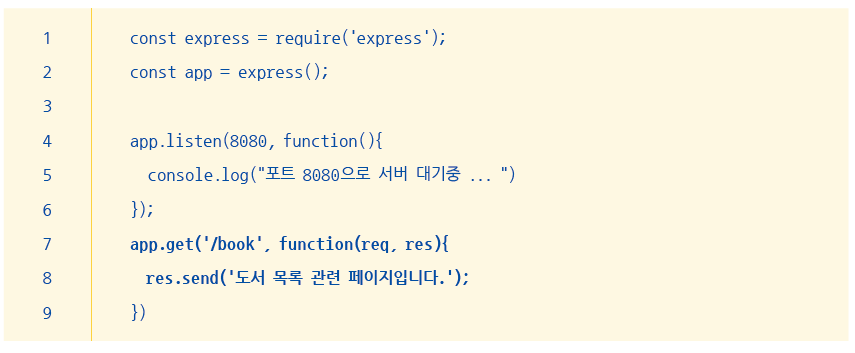 1 const express = require('express');
2 const app = express();
3
4 app.listen(8080, function(){
5 console.log("포트 8080으로 서버 대기중 ... ")
6 });
7 app.get('/book', function(req, res){
8 res.send('도서 목록 관련 페이지입니다.');
9 })